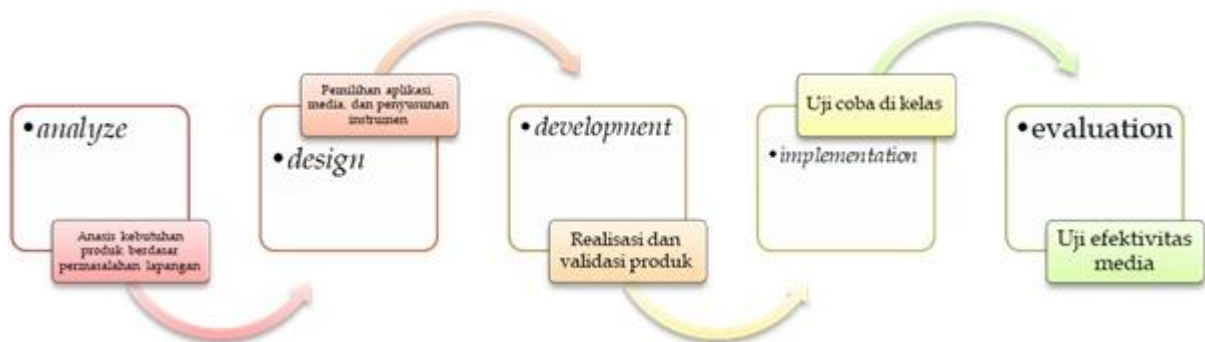 •analyze
Anasis kebutuhan
produk berdasar
permasalahan lapangan
Pemilihan aplikasi,
media, dan penyusunan
instrumen
•design
•development
Realisasi dan
validasi produk
Uji coba di kelas
•implementation
•evaluation
Uji efektivitas
media